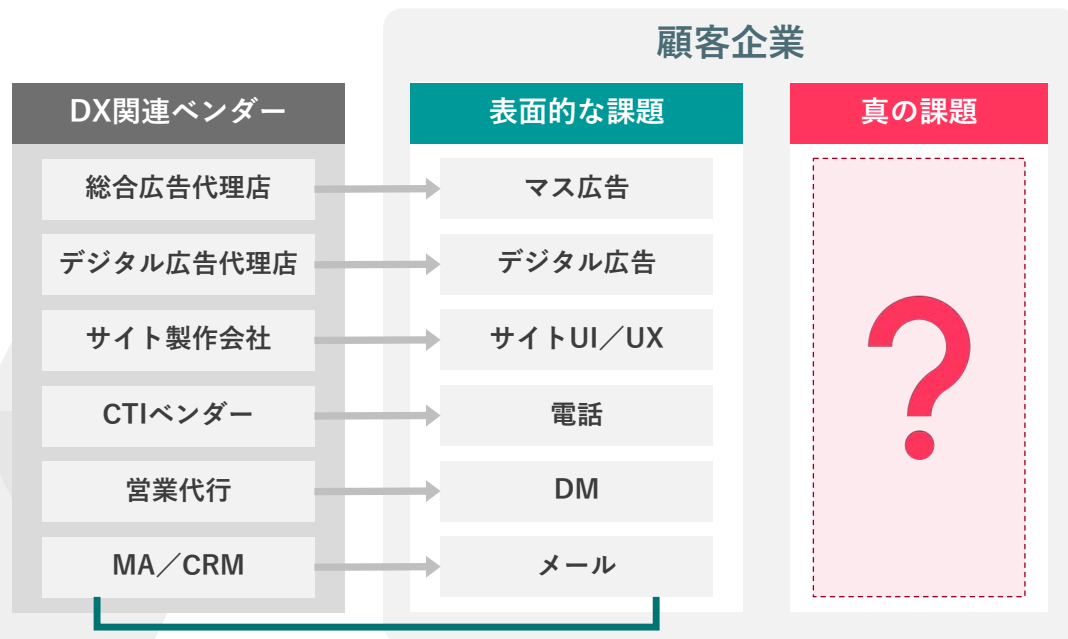 顧客企業
DX関連ベンダー
表面的な課題
真の課題
総合広告代理店
マス広告
デジタル広告代理店
デジタル広告
サイト製作会社
サイトUI／UX
CTIベンダー
電話
営業代行
DM
MA／CRM
メール
?